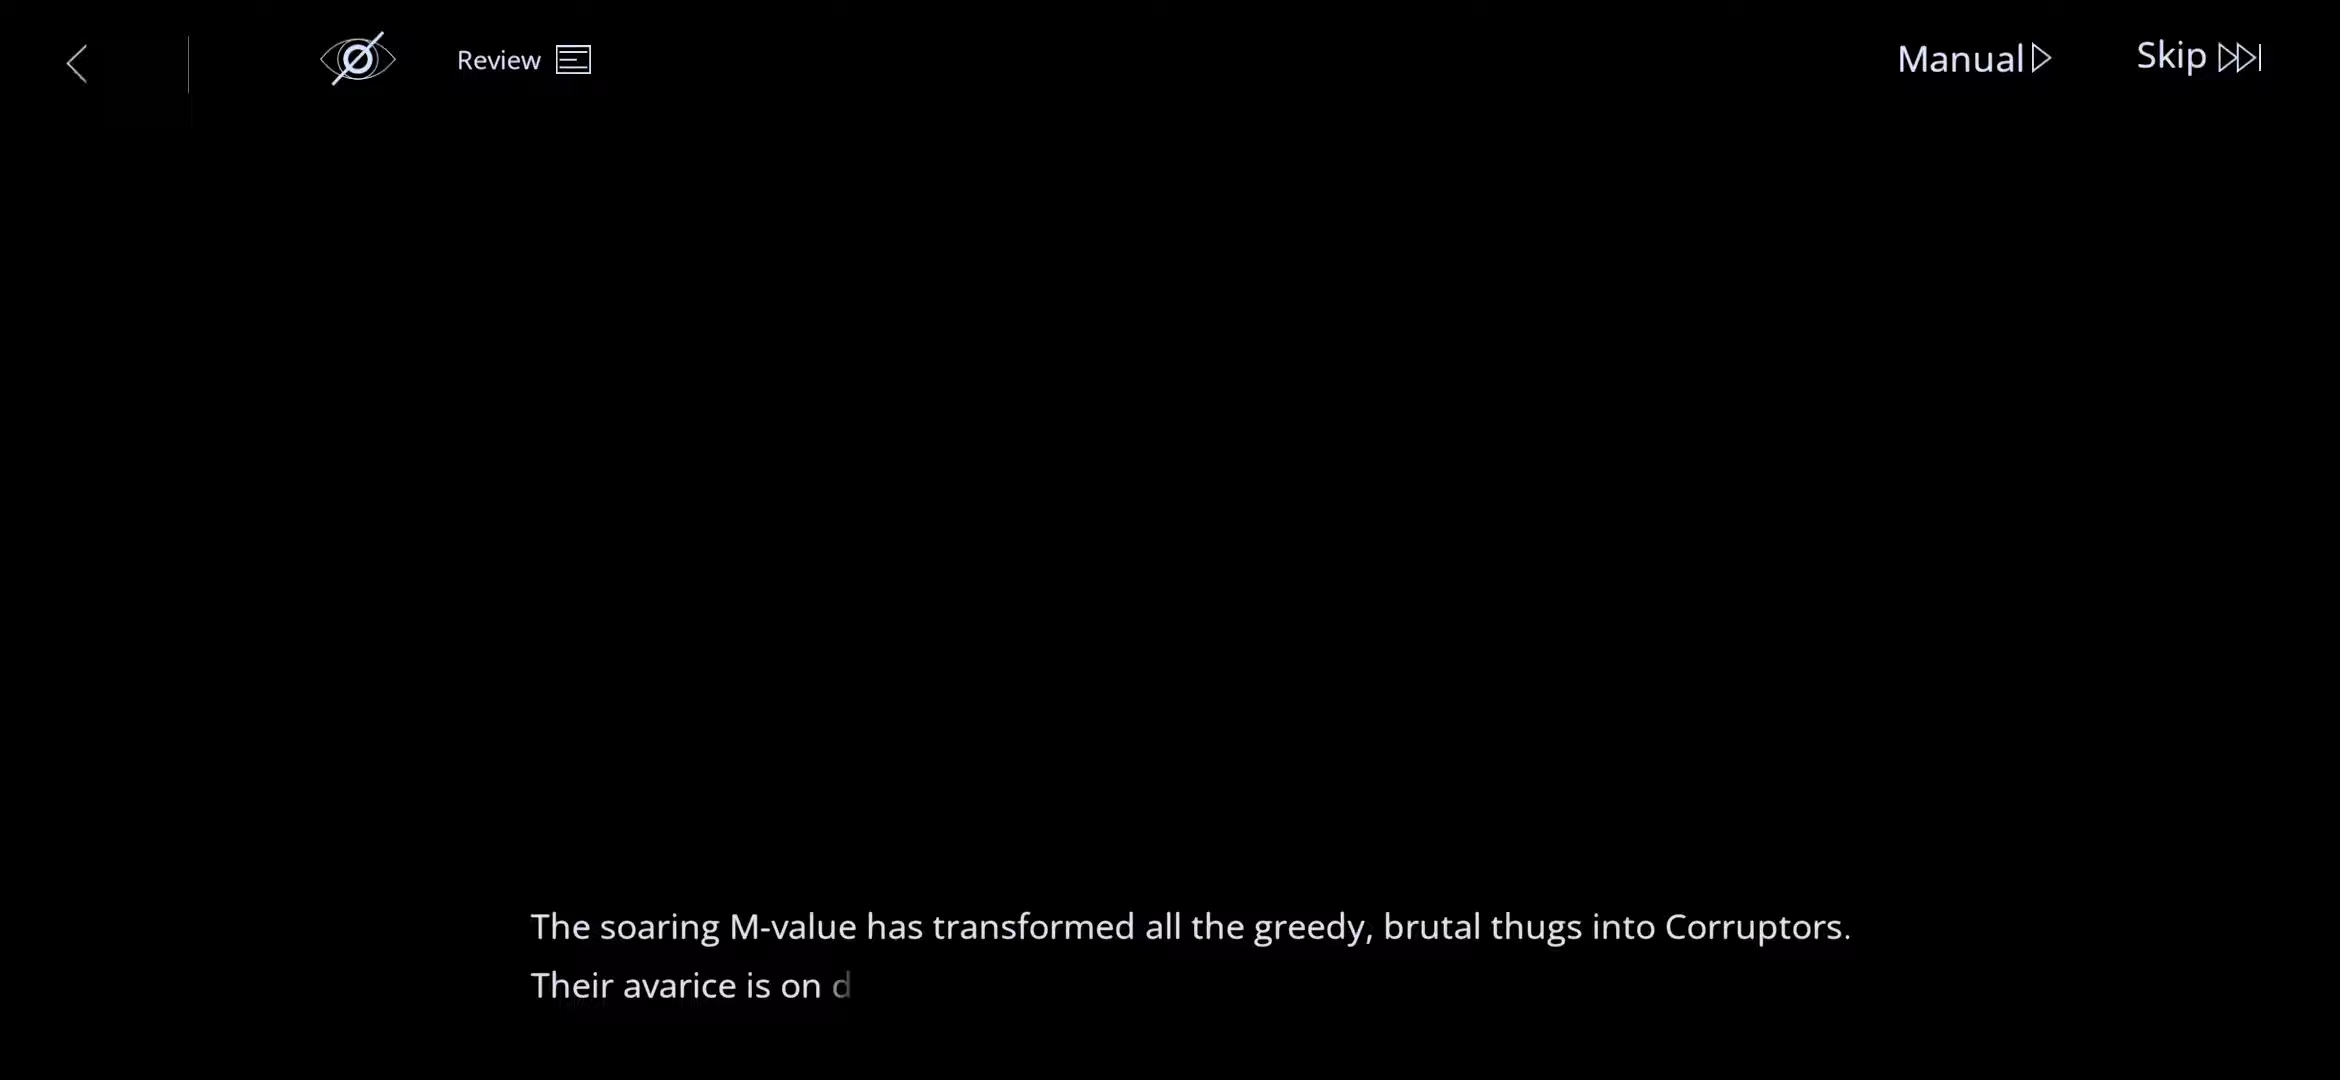 Review
Manual
Skip
The soaring M-value has transformed all the greedy, brutal thugs into Corruptors.
Their avarice is on d